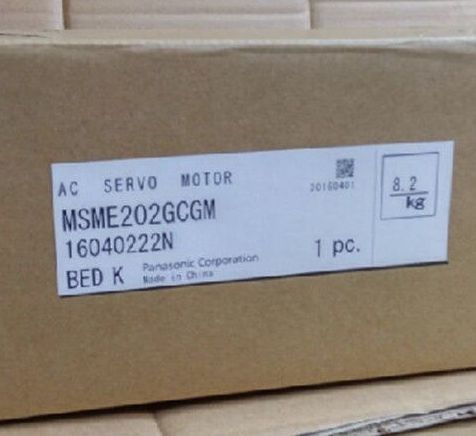 AC SERVO MOTOR
20160401
8.2
kg
MSME202GCGM
16040222N
1 pc.
BED K
Panasonic Corporation
Made in China